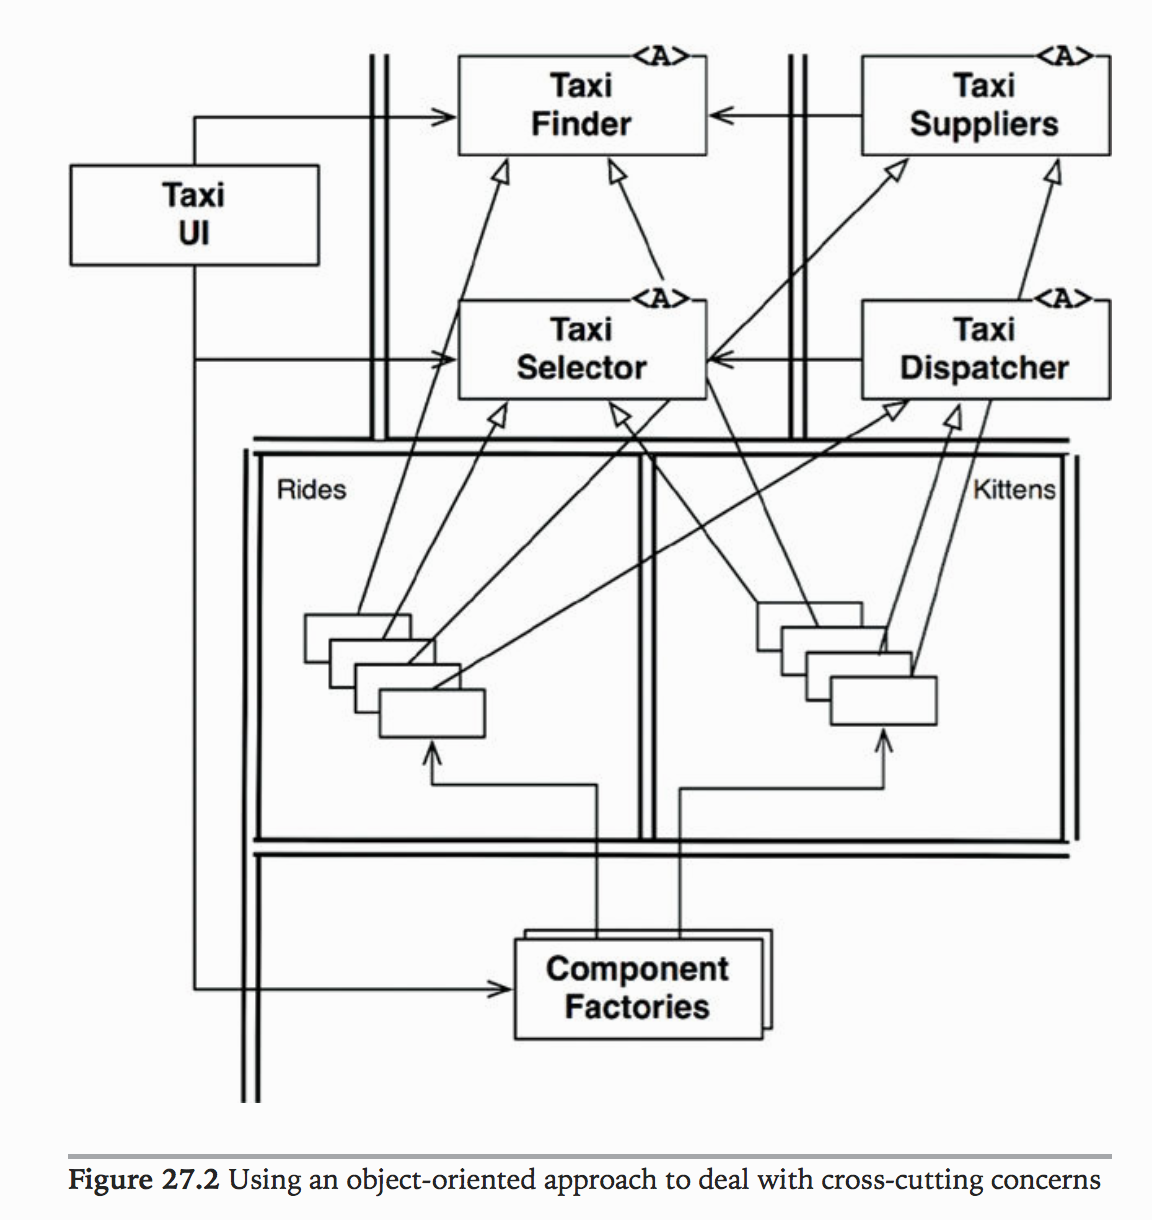 <A>
Taxi
Finder
<A>
Taxi
Suppliers
Taxi
UI
<A>
Taxi
Selector
<A>
Taxi
Dispatcher
Rides
Kittens
Component
Factories
Figure 27.2 Using an object-oriented approach to deal with cross-cutting concerns